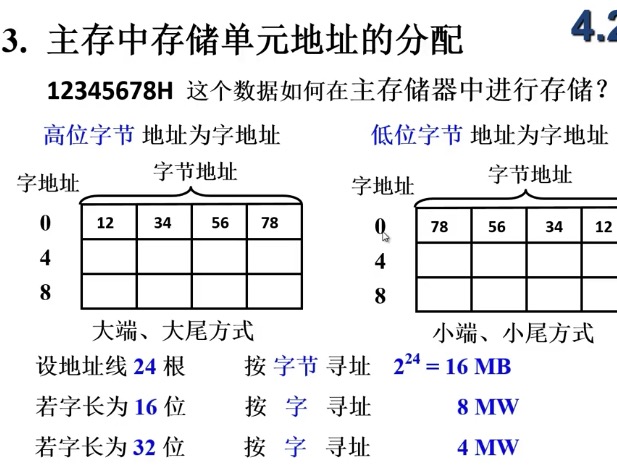 3. 主存中存储单元地址的分配 4.2
12345678H 这个数据如何在主存储器中进行存储?
高位字节 地址为字地址 低位字节 地址为字地址
字地址 字节地址 字地址 字节地址
0 12 34 56 78 0 78 56 34 12
4 4
8 8
大端、大尾方式 小端、小尾方式
设地址线 24 根 按 字节 寻址 2²⁴ = 16 MB
若字长为 16 位 按 字 寻址 8 MW
若字长为 32 位 按 字 寻址 4 MW